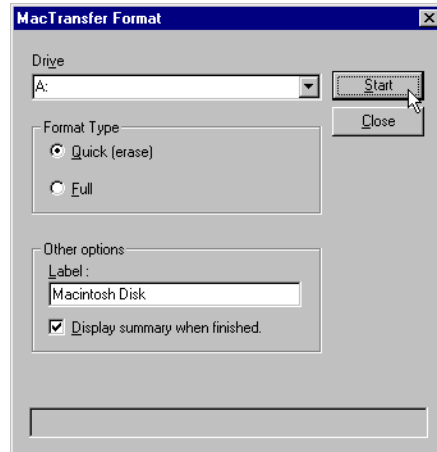 MacTransfer Format
Drive
A:
Start
Close
Format Type
Quick (erase)
Full
Other options
Label :
Macintosh Disk
Display summary when finished.